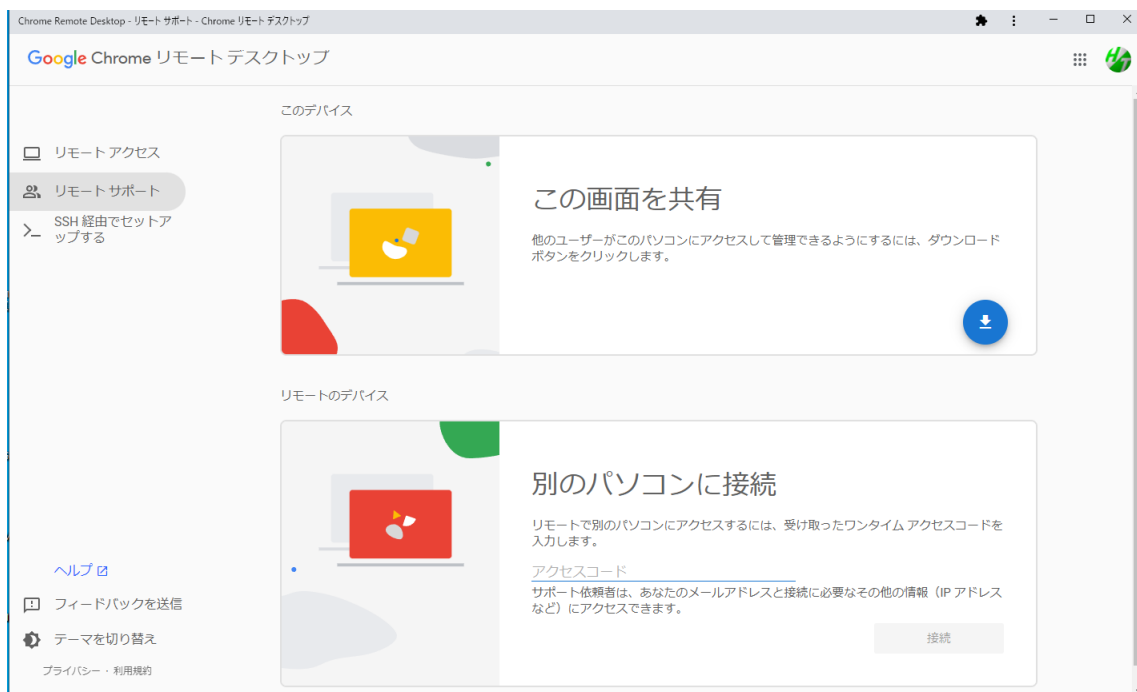 Chrome Remote Desktop - リモート サポート - Chrome リモート デスクトップ
Google Chrome リモート デスクトップ
このデバイス
リモート アクセス
リモート サポート
SSH 経由でセットア
ップする
この画面を共有
他のユーザーがこのパソコンにアクセスして管理できるようにするには、ダウンロード
ボタンをクリックします。
リモートのデバイス
別のパソコンに接続
リモートで別のパソコンにアクセスするには、受け取ったワンタイム アクセスコードを
入力します。
アクセスコード
サポート依頼者は、あなたのメールアドレスと接続に必要なその他の情報（IP アドレス
など）にアクセスできます。
接続
ヘルプ
フィードバックを送信
テーマを切り替え
プライバシー · 利用規約
HT